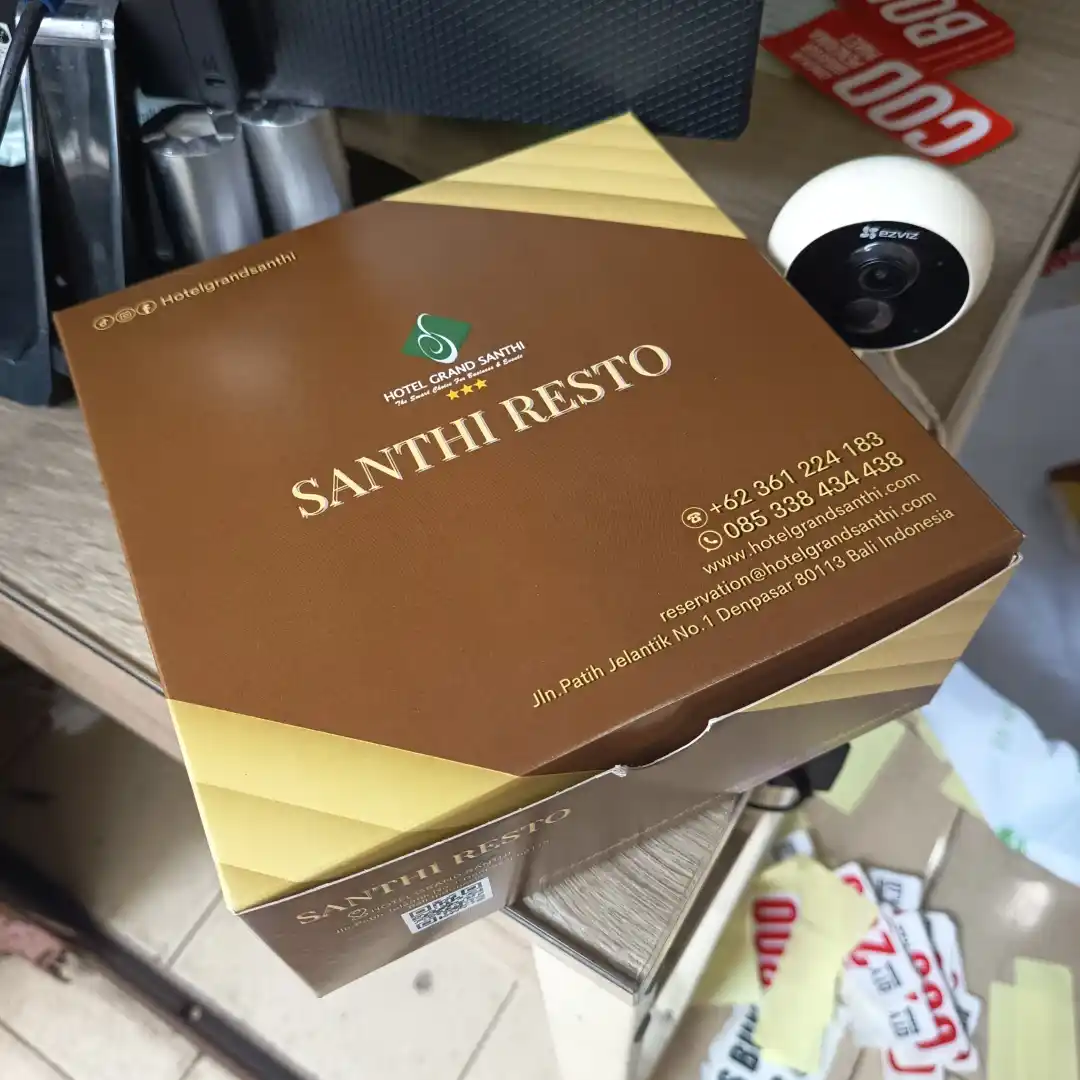 Hotelgrandsanthi
HOTEL GRAND SANTHI
The Smart Choice For Business & Events
SANTHI RESTO
+62 361 224 183
085 338 434 438
www.hotelgrandsanthi.com
reservation@hotelgrandsanthi.com
Jln.Patih Jelantik No.1 Denpasar 80113 Bali Indonesia
SANTHI RESTO
ezviz
COD